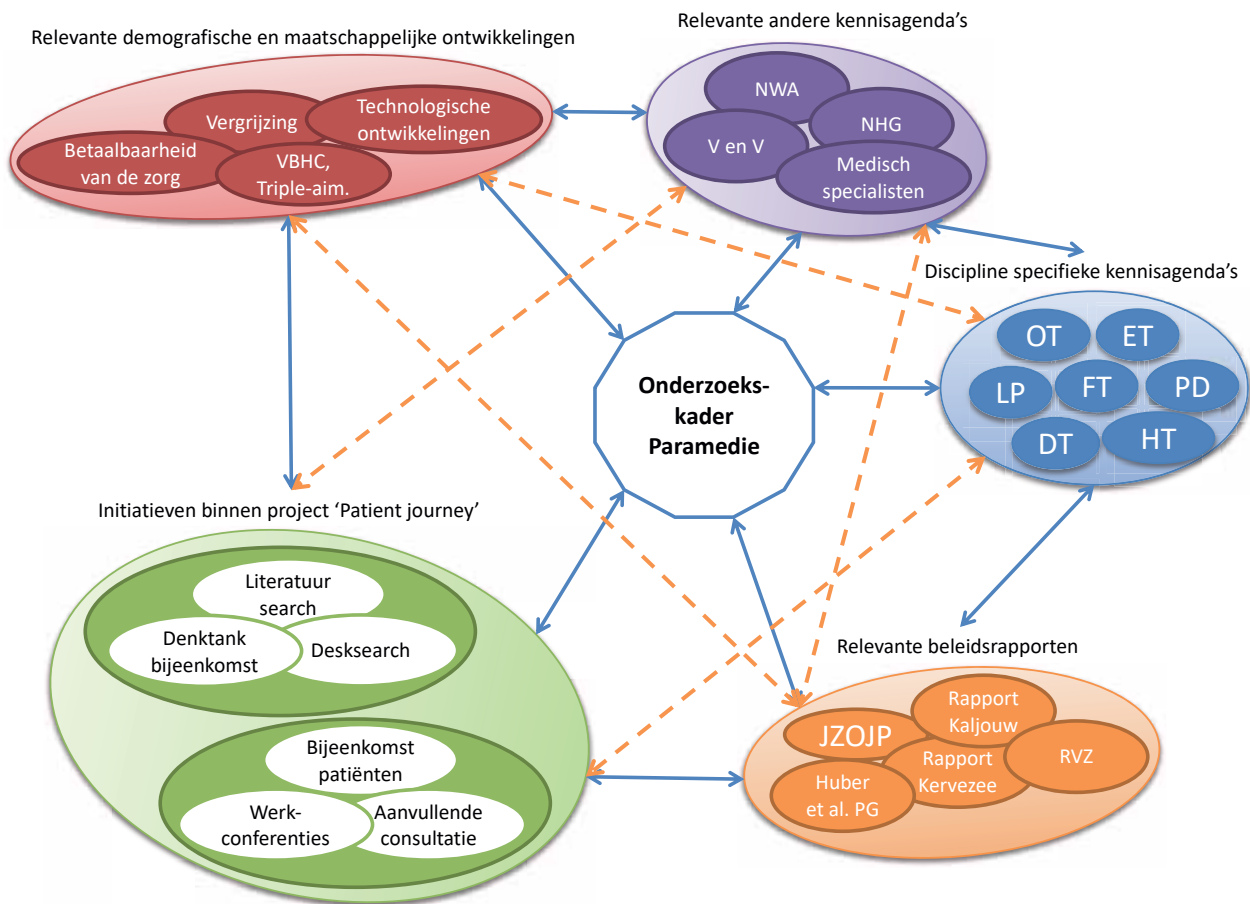 Relevante demografische en maatschappelijke ontwikkelingen
Vergrijzing
Technologische
ontwikkelingen
Betaalbaarheid
van de zorg
VBHC,
Triple-aim.
Relevante andere kennisagenda’s
NWA
NHG
V en V
Medisch
specialisten
Discipline specifieke kennisagenda’s
OT
ET
LP
FT
PD
DT
HT
Onderzoeks-
kader
Paramedie
Initiatieven binnen project ‘Patient journey’
Literatuur
search
Denktank
bijeenkomst
Desksearch
Bijeenkomst
patiënten
Werk-
conferenties
Aanvullende
consultatie
Relevante beleidsrapporten
Rapport
Kaljouw
JZOJP
Rapport
Kervezee
RVZ
Huber
et al. PG